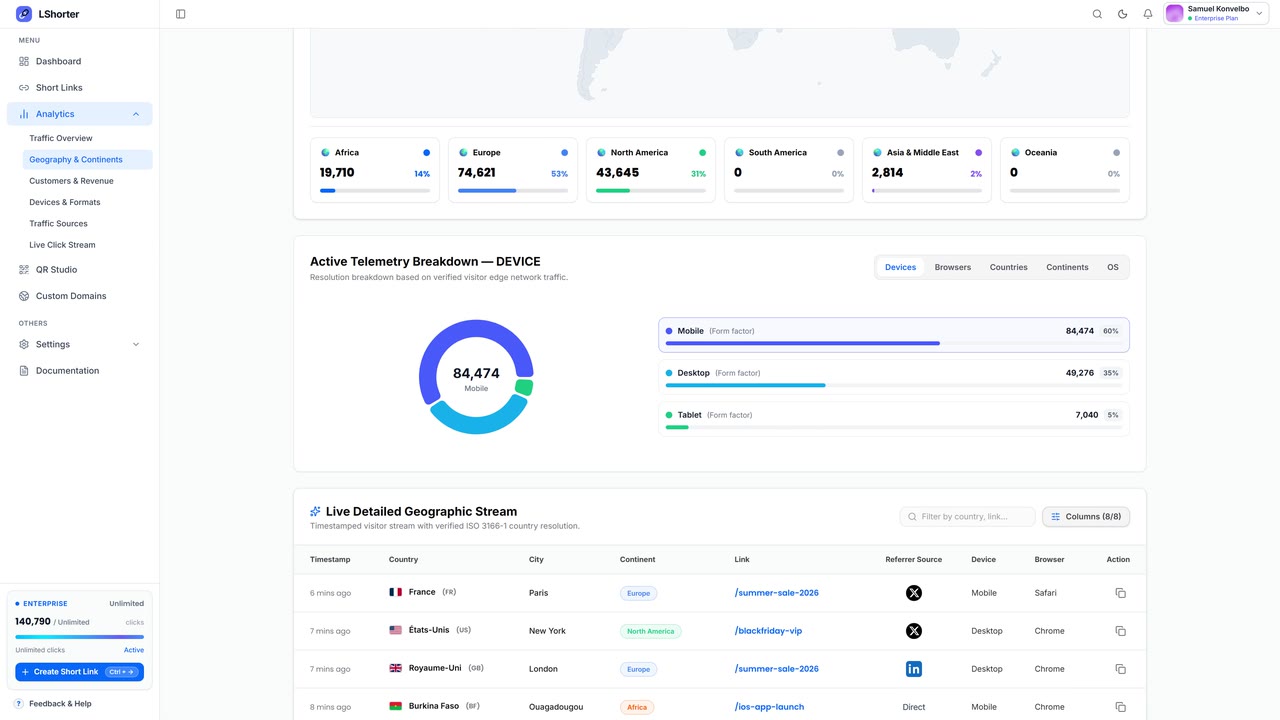 LShorter
Samuel Konvelbo
Enterprise Plan
MENU
Dashboard
Short Links
Analytics
Traffic Overview
Geography & Continents
Customers & Revenue
Devices & Formats
Traffic Sources
Live Click Stream
QR Studio
Custom Domains
OTHERS
Settings
Documentation
ENTERPRISE Unlimited
140,790 / Unlimited clicks
Unlimited clicks Active
+ Create Short Link Ctrl + →
? Feedback & Help
Africa
19,710 14%
Europe
74,621 53%
North America
43,645 31%
South America
0 0%
Asia & Middle East
2,814 2%
Oceania
0 0%
Active Telemetry Breakdown — DEVICE
Resolution breakdown based on verified visitor edge network traffic.
Devices Browsers Countries Continents OS
84,474
Mobile
Mobile (Form factor) 84,474 60%
Desktop (Form factor) 49,276 35%
Tablet (Form factor) 7,040 5%
Live Detailed Geographic Stream
Timestamped visitor stream with verified ISO 3166-1 country resolution.
Filter by country, link...
Columns (8/8)
Timestamp Country City Continent Link Referrer Source Device Browser Action
6 mins ago France (FR) Paris Europe /summer-sale-2026 X Mobile Safari
7 mins ago États-Unis (US) New York North America /blackfriday-vip X Desktop Chrome
7 mins ago Royaume-Uni (GB) London Europe /summer-sale-2026 in Desktop Chrome
8 mins ago Burkina Faso (BF) Ouagadougou Africa /ios-app-launch Direct Mobile Chrome